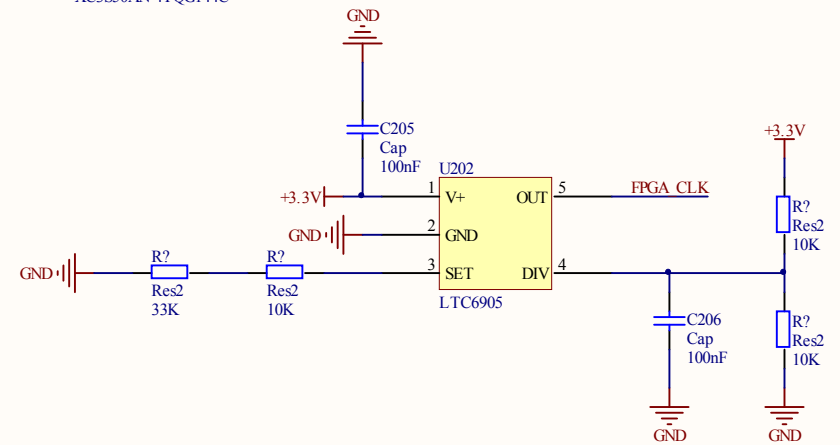 GND
C205
Cap
100nF
+3.3V
U202
+3.3V
1
V+
OUT
5
FPGA_CLK
R?
Res2
10K
GND
2
GND
GND
R?
Res2
33K
R?
Res2
10K
3
SET
DIV
4
LTC6905
C206
Cap
100nF
R?
Res2
10K
GND
GND